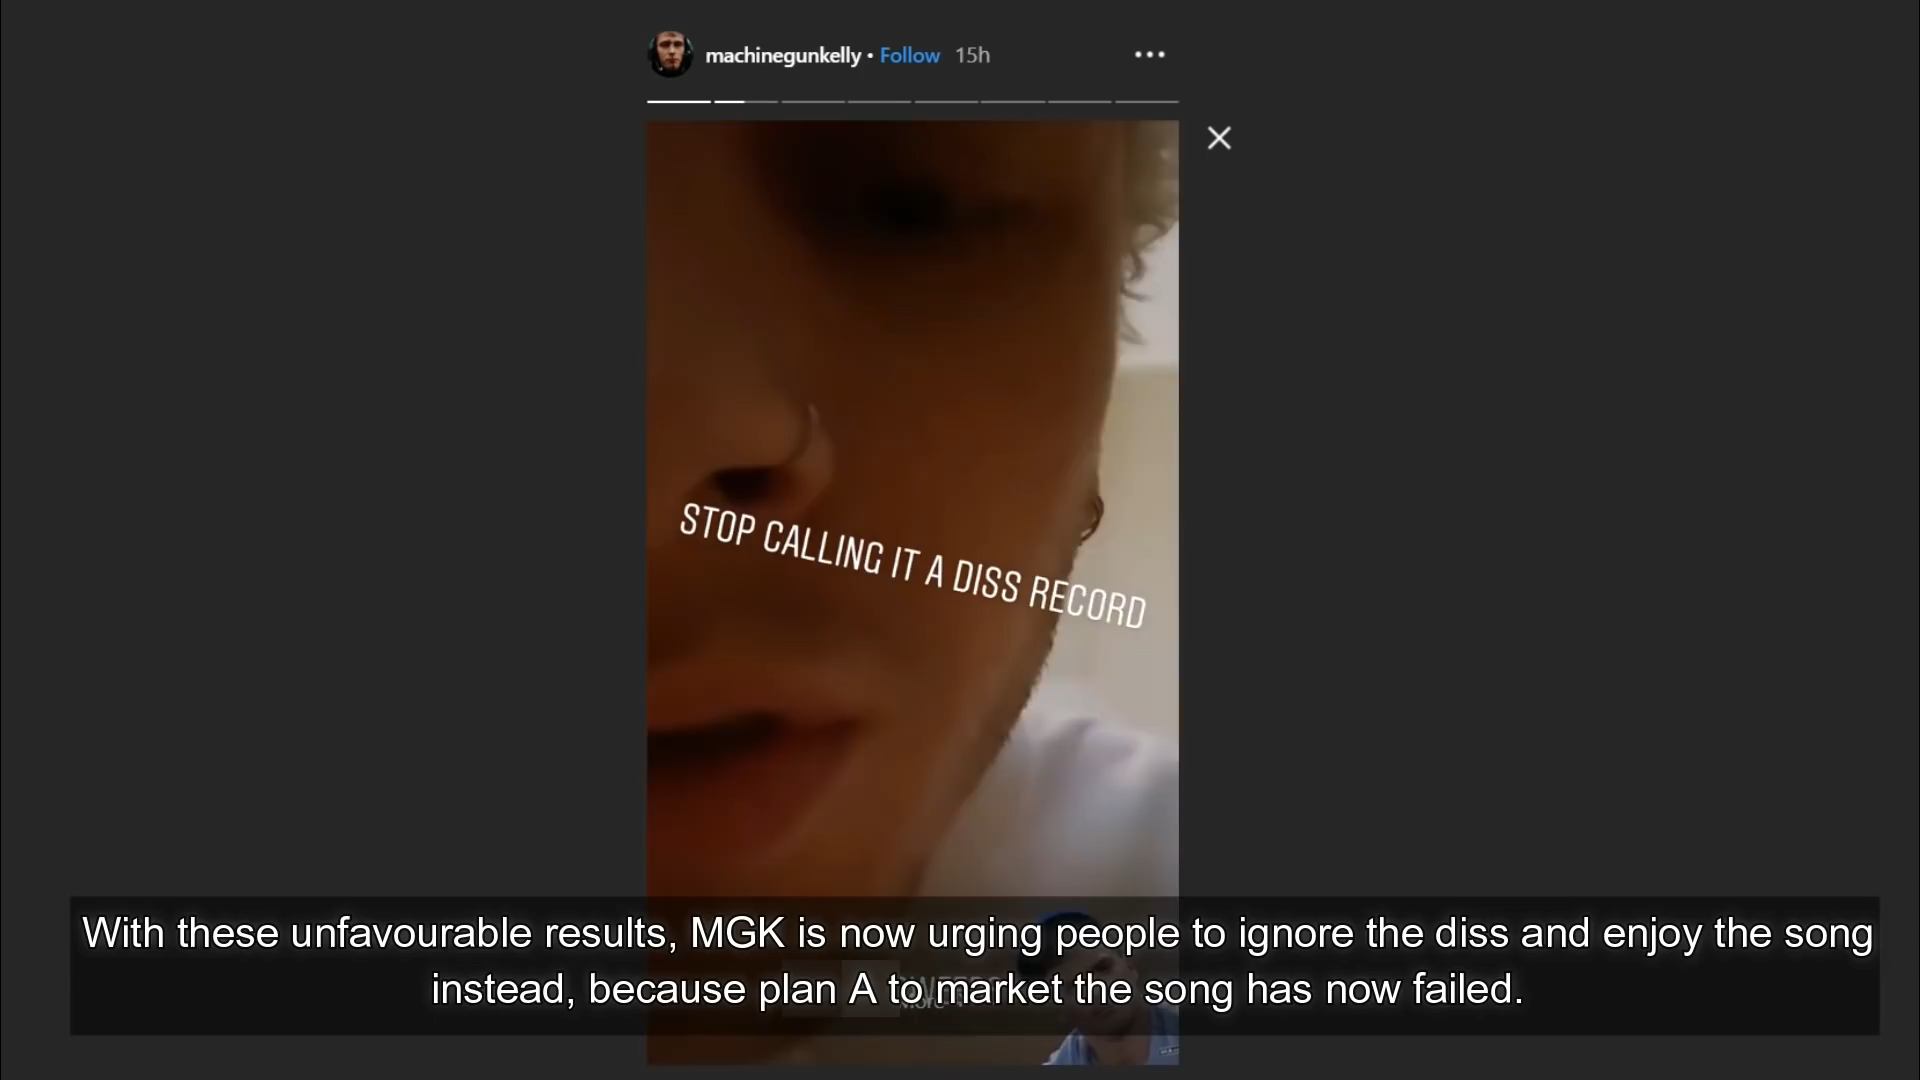 machinegunkelly • Follow 15h
STOP CALLING IT A DISS RECORD
With these unfavourable results, MGK is now urging people to ignore the diss and enjoy the song
instead, because plan A to market the song has now failed.